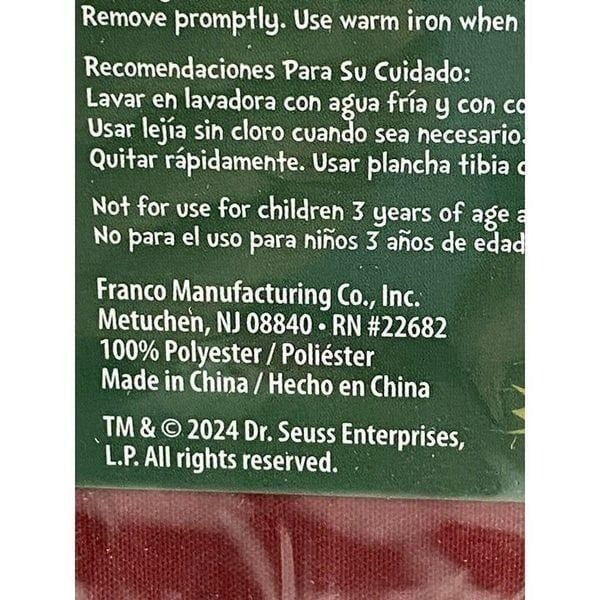 Remove promptly. Use warm iron when
Recomendaciones Para Su Cuidado:
Lavar en lavadora con agua fría y con
Usar lejía sin cloro cuando sea necesario.
Quitar rápidamente. Usar plancha tibia
Not for use for children 3 years of age
No para el uso para niños 3 años de edad
Franco Manufacturing Co., Inc.
Metuchen, NJ 08840 • RN #22682
100% Polyester / Poliéster
Made in China / Hecho en China
TM & © 2024 Dr. Seuss Enterprises,
L.P. All rights reserved.